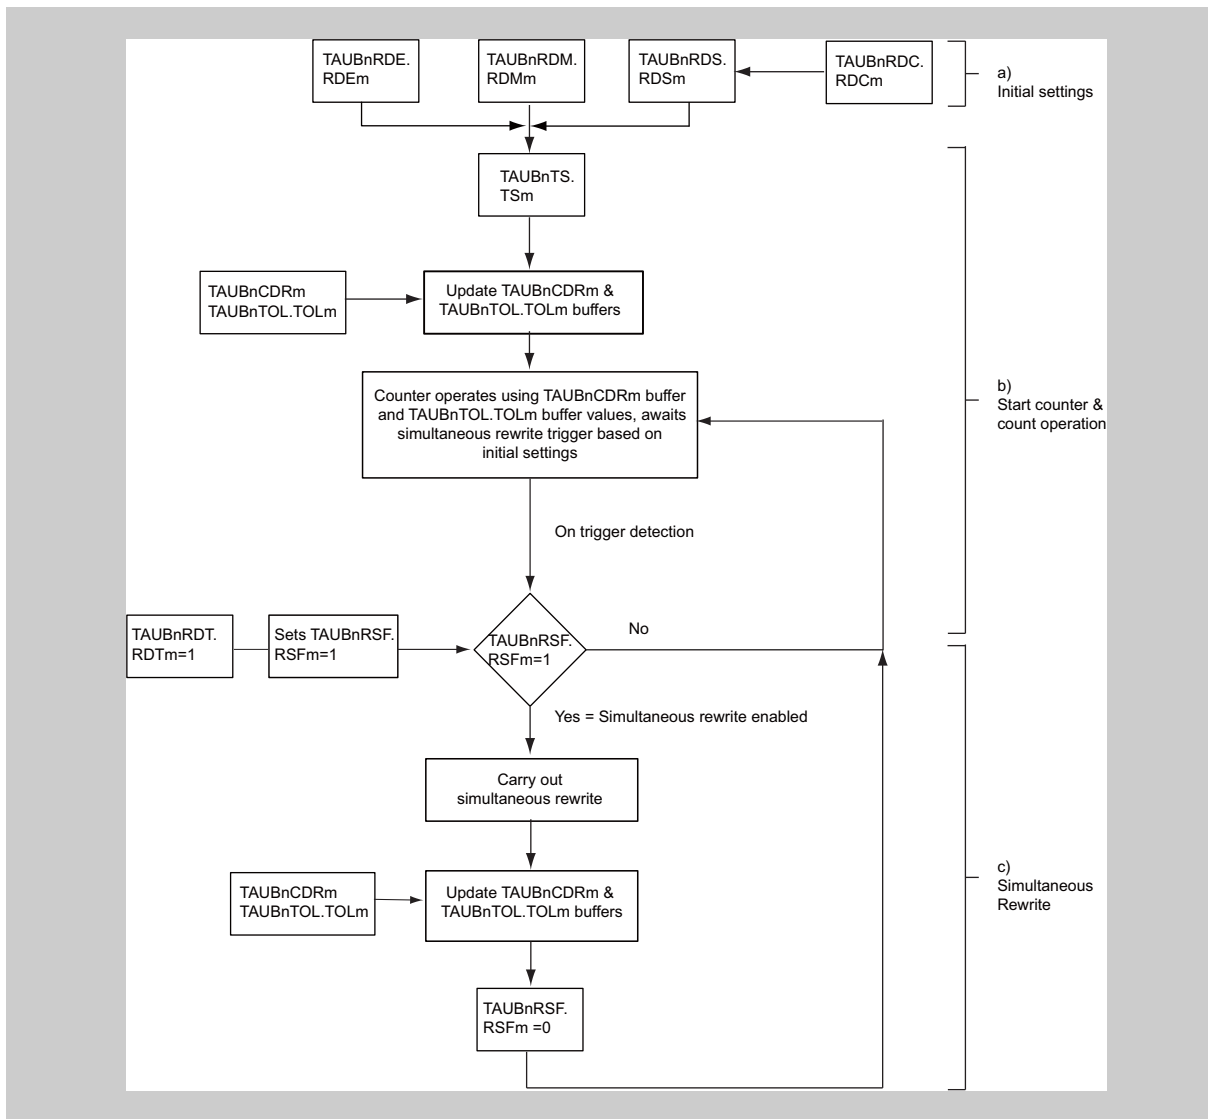 TAUBnRDE.
RDEm
TAUBnRDM.
RDMm
TAUBnRDS.
RDSm
TAUBnRDC.
RDCm
a)
Initial settings
TAUBnTS.
TSm
TAUBnCDRm
TAUBnTOL.TOLm
Update TAUBnCDRm &
TAUBnTOL.TOLm buffers
Counter operates using TAUBnCDRm buffer
and TAUBnTOL.TOLm buffer values, awaits
simultaneous rewrite trigger based on
initial settings
b)
Start counter &
count operation
On trigger detection
TAUBnRDT.
RDTm=1
Sets TAUBnRSF.
RSFm=1
TAUBnRSF.
RSFm=1
No
Yes = Simultaneous rewrite enabled
Carry out
simultaneous rewrite
TAUBnCDRm
TAUBnTOL.TOLm
Update TAUBnCDRm &
TAUBnTOL.TOLm buffers
c)
Simultaneous
Rewrite
TAUBnRSF.
RSFm =0